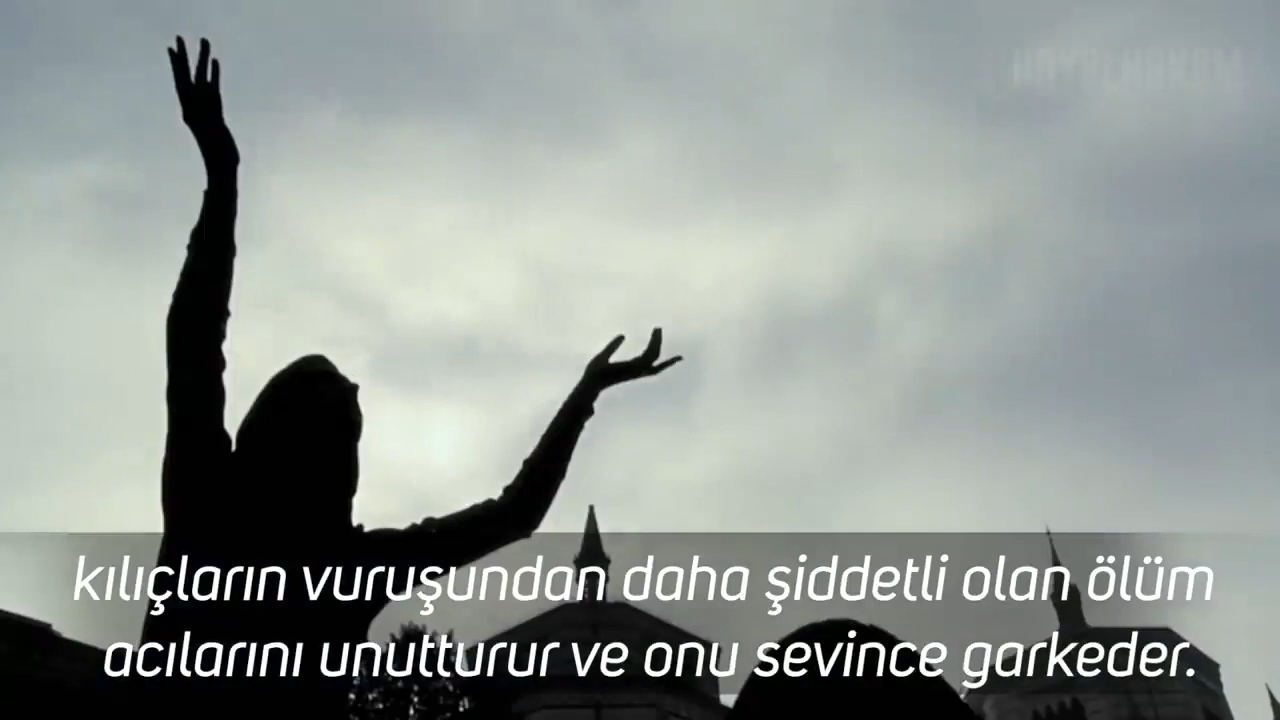 kılıçların vuruşundan daha şiddetli olan ölüm
acılarını unutturur ve onu sevince garkeder.